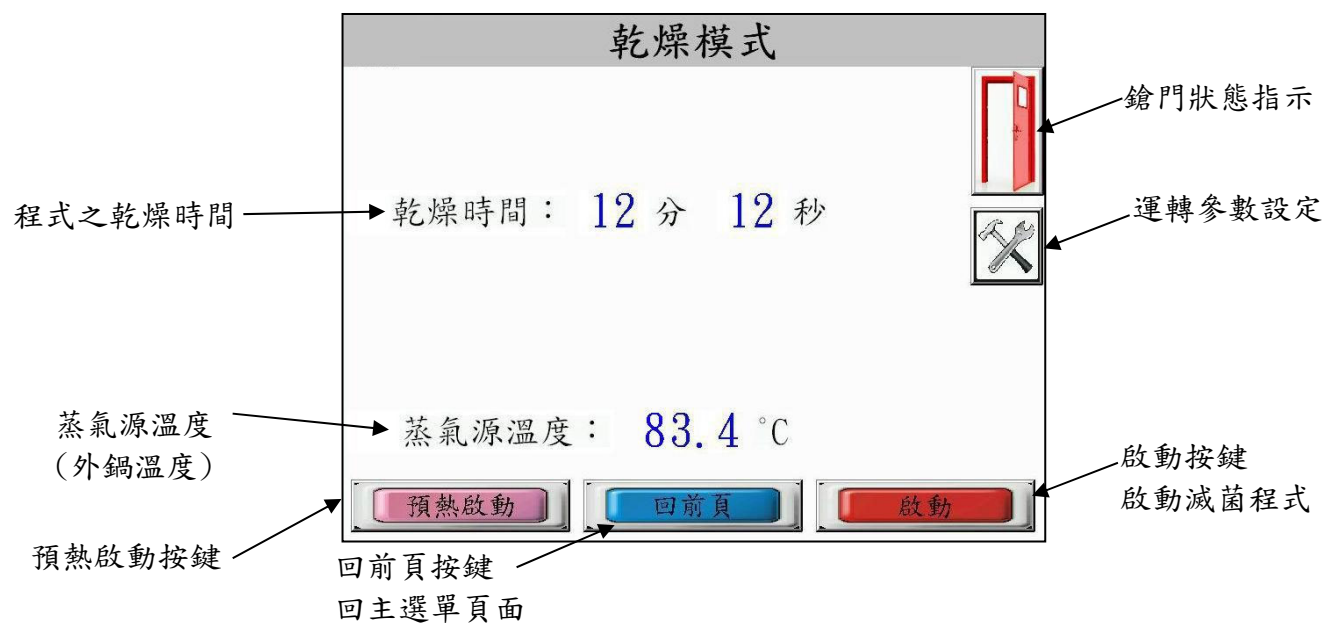 乾燥模式
鎗門狀態指示
程式之乾燥時間
乾燥時間： 12 分 12 秒
運轉參數設定
蒸氣源溫度
(外鍋溫度)
蒸氣源溫度： 83.4 ℃
啟動按鍵
啟動滅菌程式
預熱啟動
回前頁
啟動
預熱啟動按鍵
回前頁按鍵
回主選單頁面